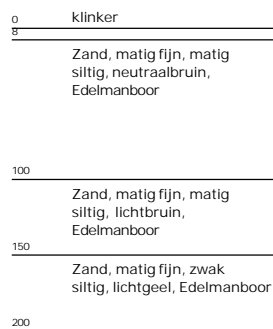 0 klinker
8
Zand, matig fijn, matig
siltig, neutraalbruin,
Edelmanboor
100
Zand, matig fijn, matig
siltig, lichtbruin,
Edelmanboor
150
Zand, matig fijn, zwak
siltig, lichtgeel, Edelmanboor
200